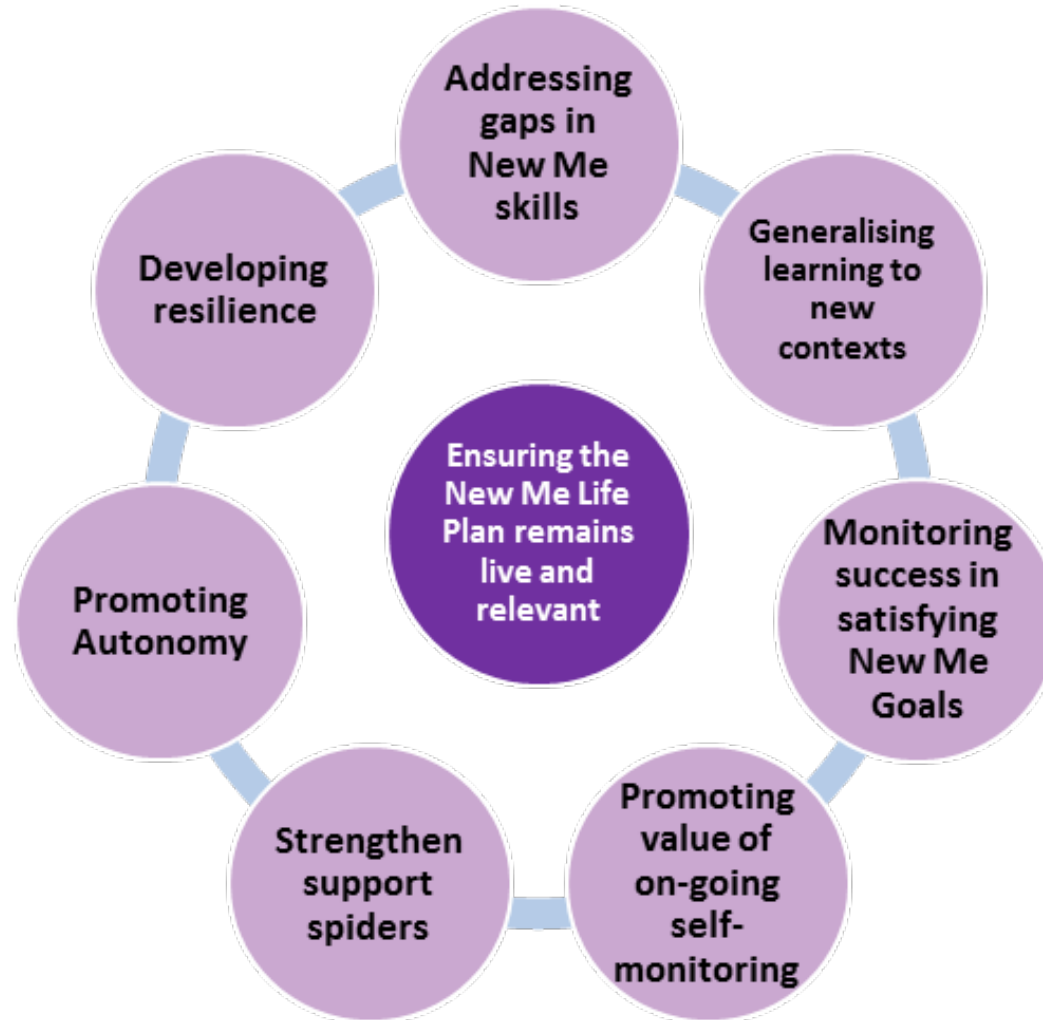 Addressing
gaps in
New Me
skills
Generalising
learning to
new
contexts
Monitoring
success in
satisfying
New Me
Goals
Promoting
value of
on-going
self-
monitoring
Strengthen
support
spiders
Promoting
Autonomy
Developing
resilience
Ensuring the
New Me Life
Plan remains
live and
relevant